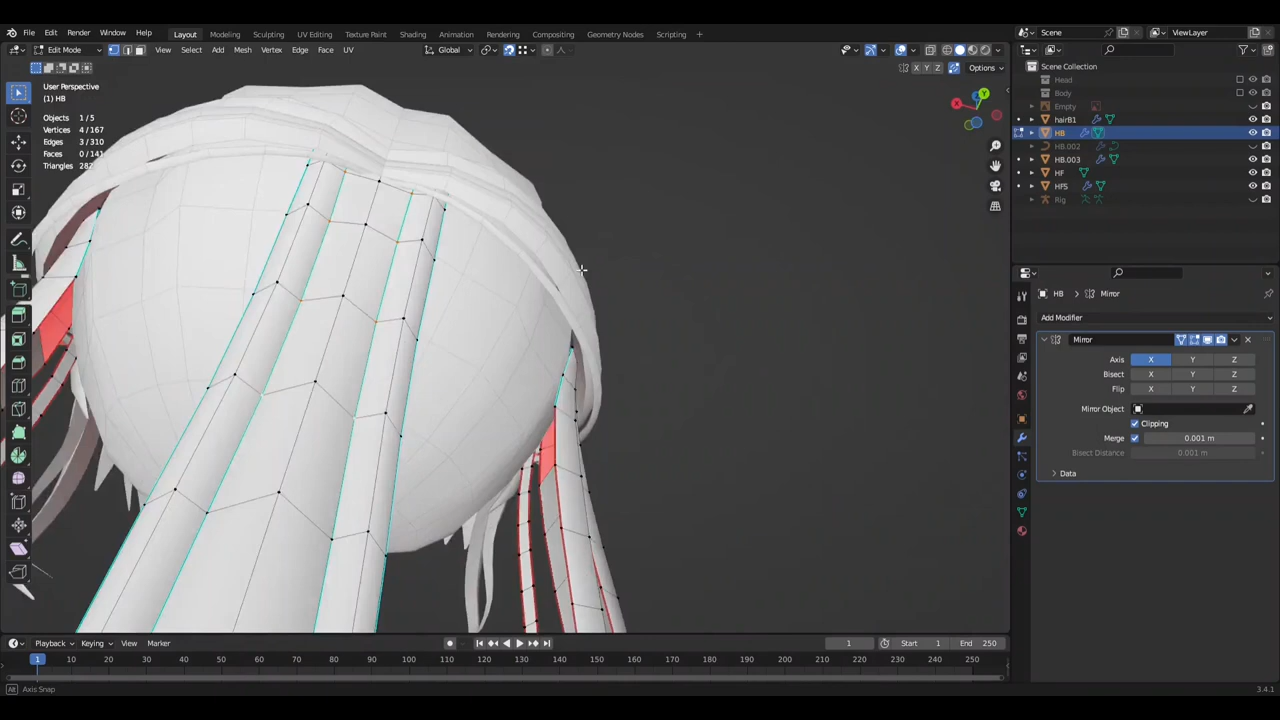 File Edit Render Window Help Layout Modeling Sculpting UV Editing Texture Paint Shading Animation Rendering Compositing Geometry Nodes Scripting Scene ViewLayer
Edit Mode View Select Add Mesh Vertex Edge Face UV Global
X Y Z Options
User Perspective
(1) HB
Objects 1/5
Vertices 4/167
Edges 3/310
Faces 0/141
Triangles 282
X Y
Scene Collection
Head
Body
Empty
hairB1
HB
HB.002
HB.003
HF
HFS
Rig
HB > Mirror
Add Modifier
Mirror
Axis X Y Z
Bisect X Y Z
Flip X Y Z
Mirror Object
Clipping
Merge 0.001 m
Bisect Distance 0.001 m
Data
Playback Keying View Marker 1 Start 1 End 250
1 10 20 30 40 50 60 70 80 90 100 110 120 130 140 150 160 170 180 190 200 210 220 230 240 250
Alt Axis Snap 3.4.1